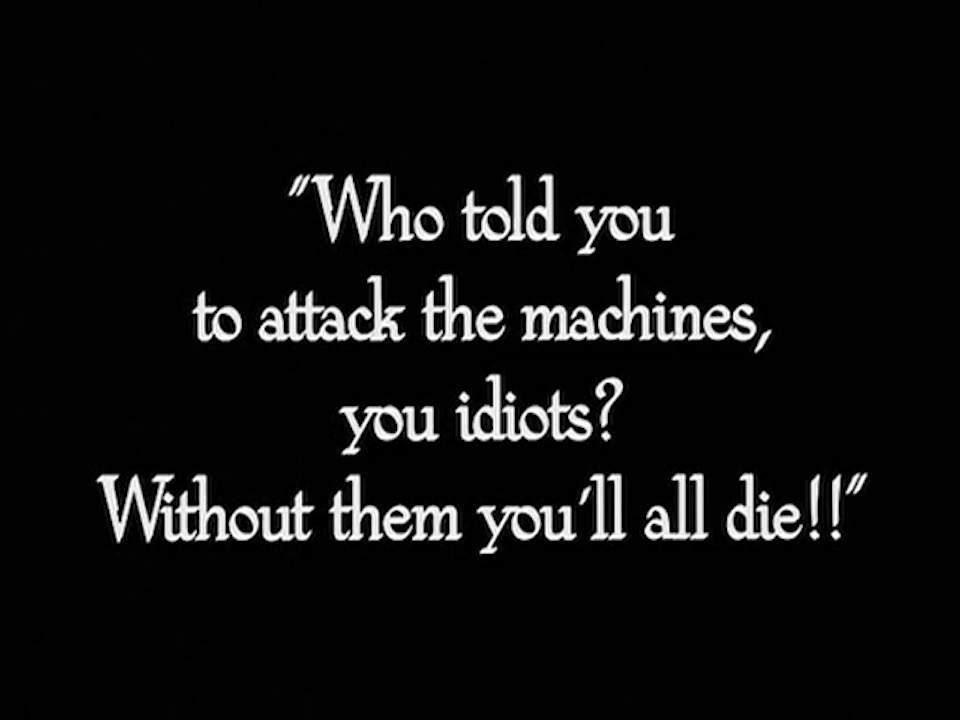 "Who told you
to attack the machines,
you idiots?
Without them you'll all die!!"